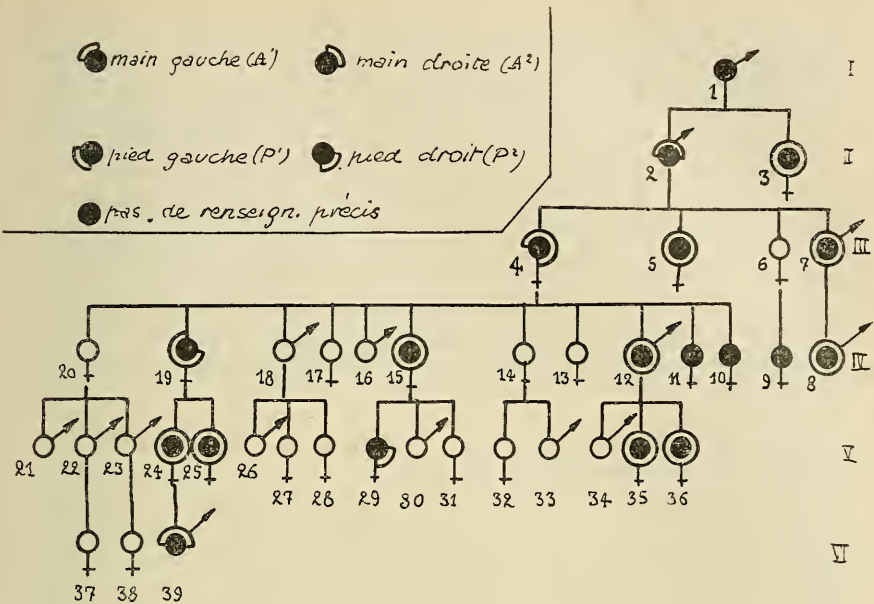 main gauche (A')
main droite (A²)
pied gauche (P')
pied droit (P²)
pas. de renseign. précis
I
1
II
2 3
III
4 5 6 7
IV
20 19 18 17 16 15 14 13 12 11 10 9 8
V
21 22 23 24 25 26 30 33 34
27 28 29 31 32 35 36
VI
37 38 39